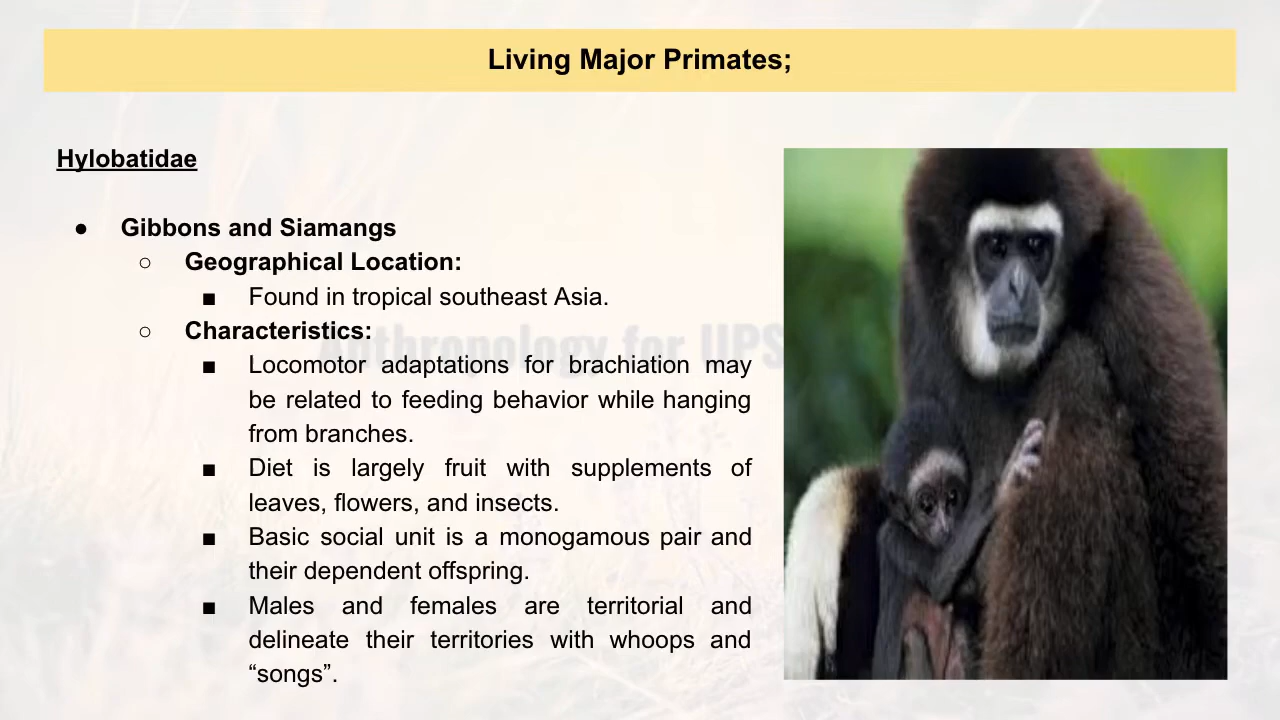 Living Major Primates;
Hylobatidae
● Gibbons and Siamangs
○ Geographical Location:
■ Found in tropical southeast Asia.
○ Characteristics:
Anthropology for UPS
■ Locomotor adaptations for brachiation may
be related to feeding behavior while hanging
from branches.
■ Diet is largely fruit with supplements of
leaves, flowers, and insects.
■ Basic social unit is a monogamous pair and
their dependent offspring.
■ Males and females are territorial and
delineate their territories with whoops and
“songs”.